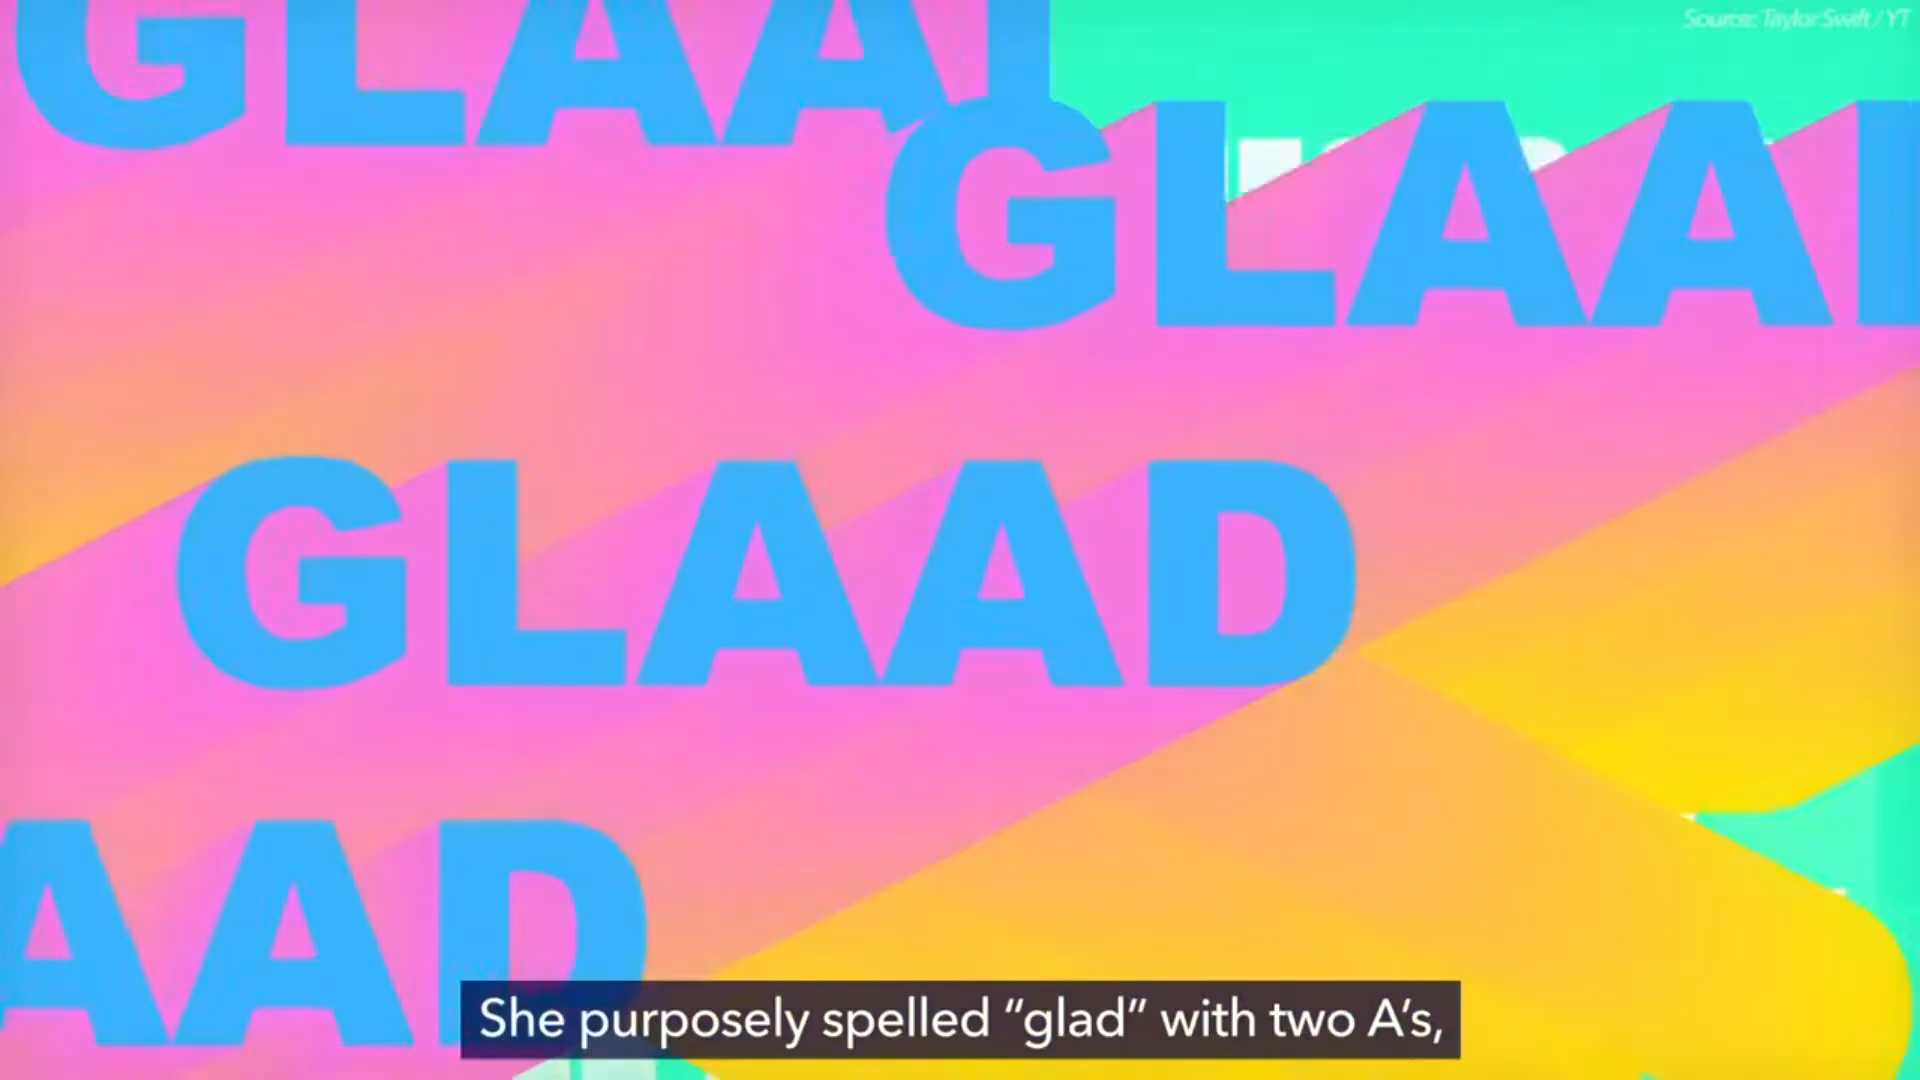 Source: Taylor Swift / YT
GLAAD
GLAAD
GLAAD
AAD
She purposely spelled “glad” with two A’s,